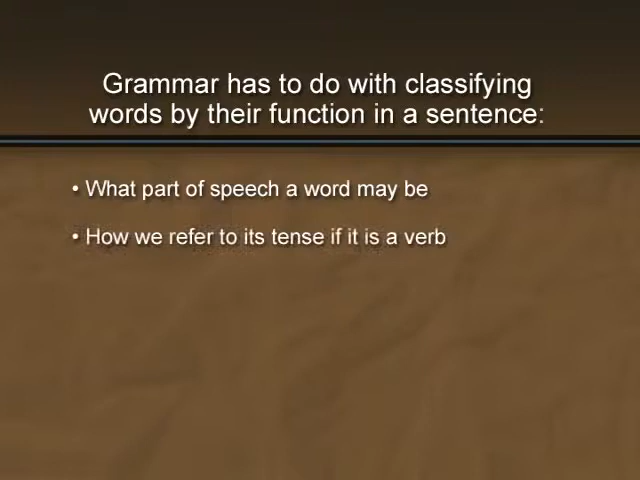 Grammar has to do with classifying
words by their function in a sentence:
• What part of speech a word may be
• How we refer to its tense if it is a verb